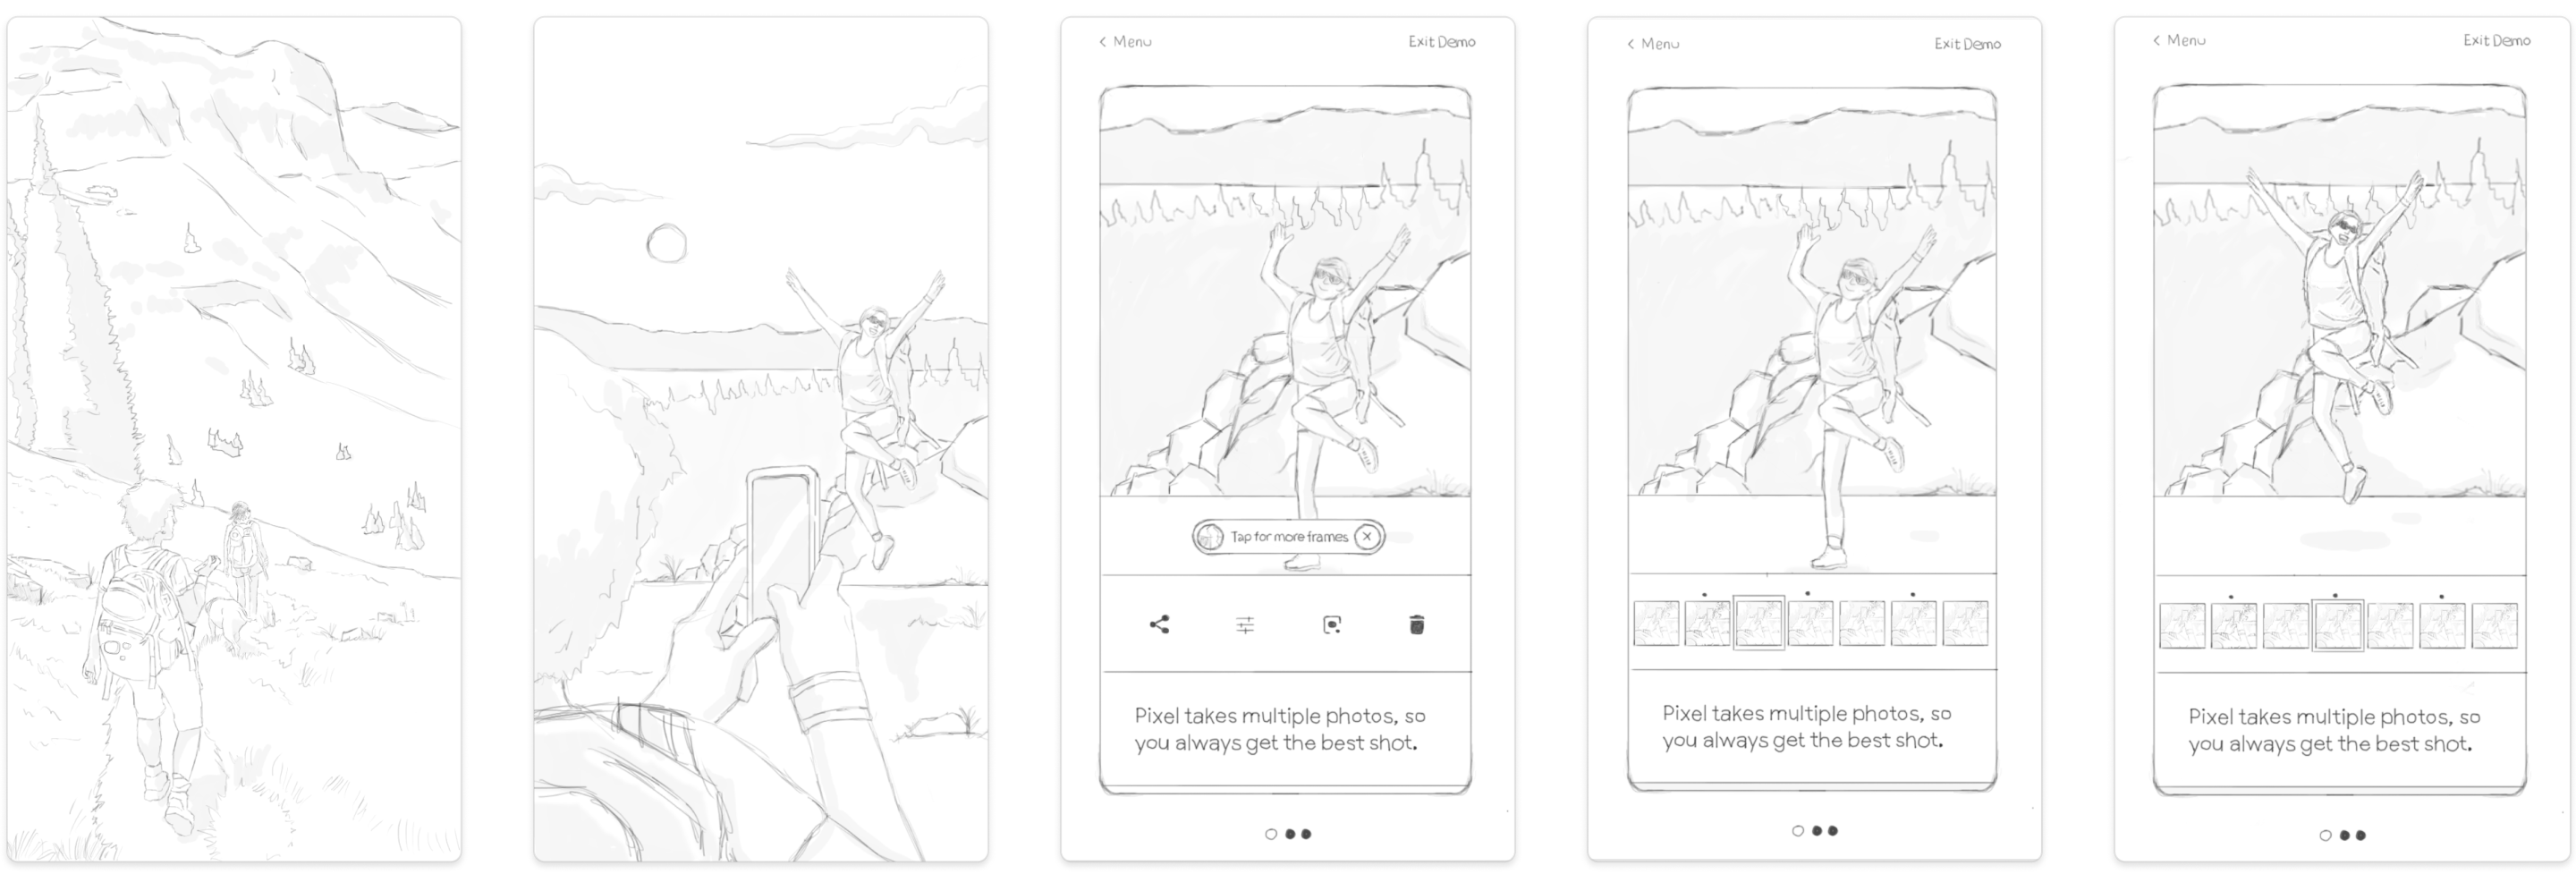 < Menu
Exit Demo
Tap for more frames
Pixel takes multiple photos, so
you always get the best shot.
< Menu
Exit Demo
Pixel takes multiple photos, so
you always get the best shot.
< Menu
Exit Demo
Pixel takes multiple photos, so
you always get the best shot.